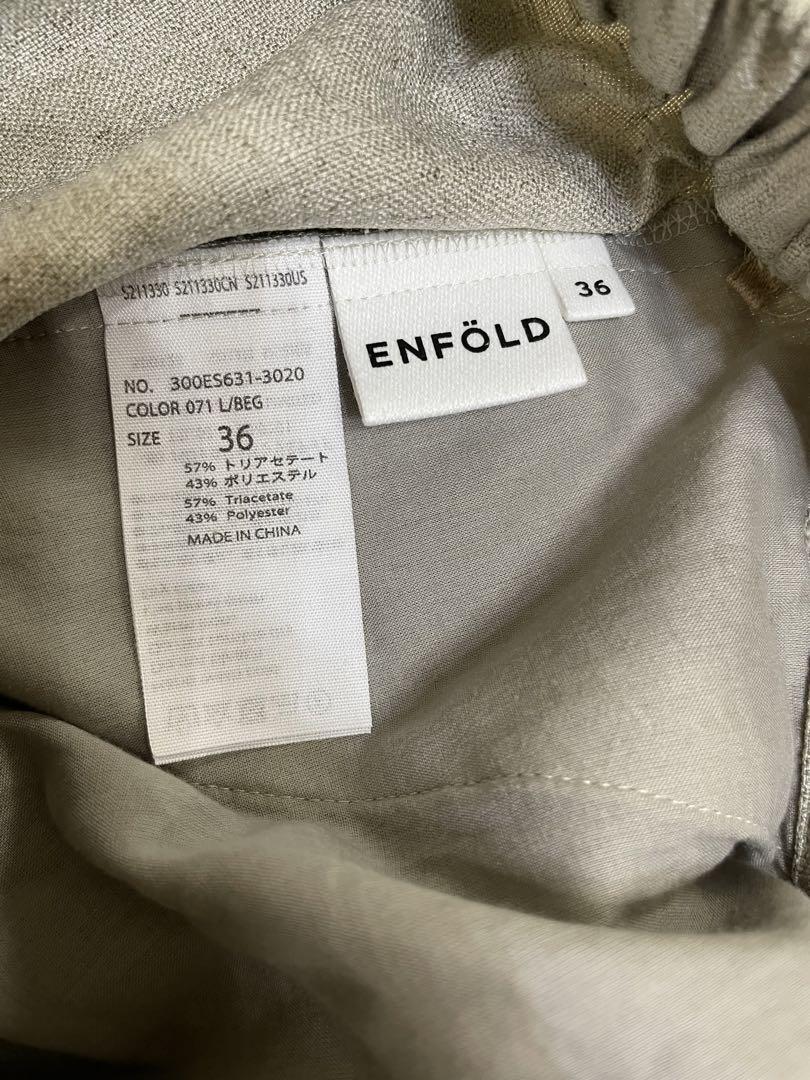 S211330 S211330CN S211330US
NO. 300ES631-3020
COLOR 071 L/BEG
SIZE 36
57% トリアセテート
43% ポリエステル
57% Triacetate
43% Polyester
MADE IN CHINA
ENFÖLD
36